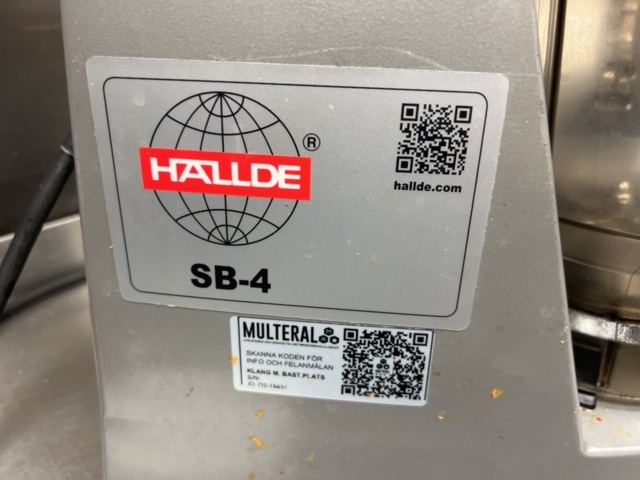 HALLDE
®
hallde.com
SB-4
MULTERAL
SKANNA KODEN FÖR
INFO OCH FELANMÄLAN
KLANG M. BAST.PLATS
S/N: